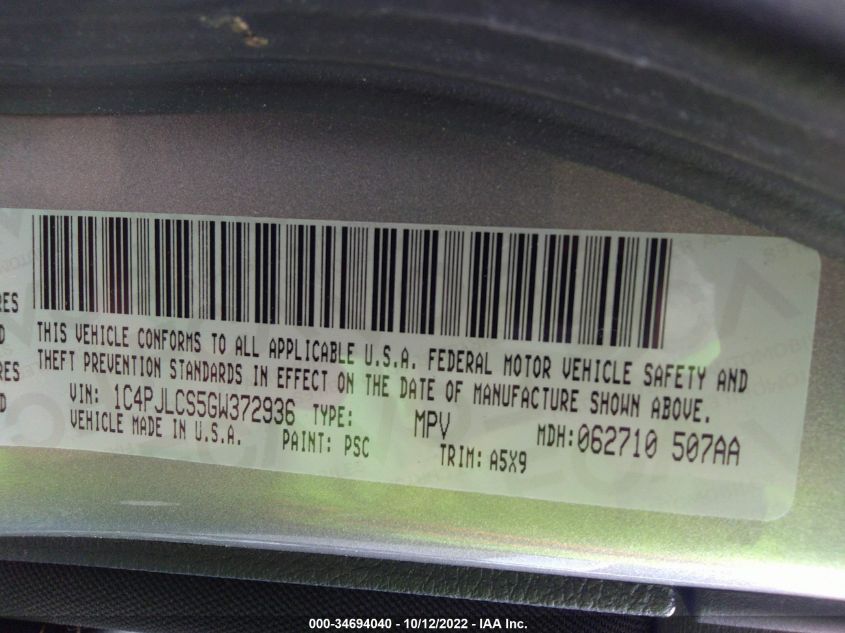 RES
D
RES
D
THIS VEHICLE CONFORMS TO ALL APPLICABLE U.S.A. FEDERAL MOTOR VEHICLE SAFETY AND
THEFT PREVENTION STANDARDS IN EFFECT ON THE DATE OF MANUFACTURE SHOWN ABOVE.
VIN: 1C4PJLCS5GW372936 TYPE: MPV MDH:062710 507AA
VEHICLE MADE IN U.S.A. PAINT: PSC TRIM: A5X9
000-34694040 - 10/12/2022 - IAA Inc.